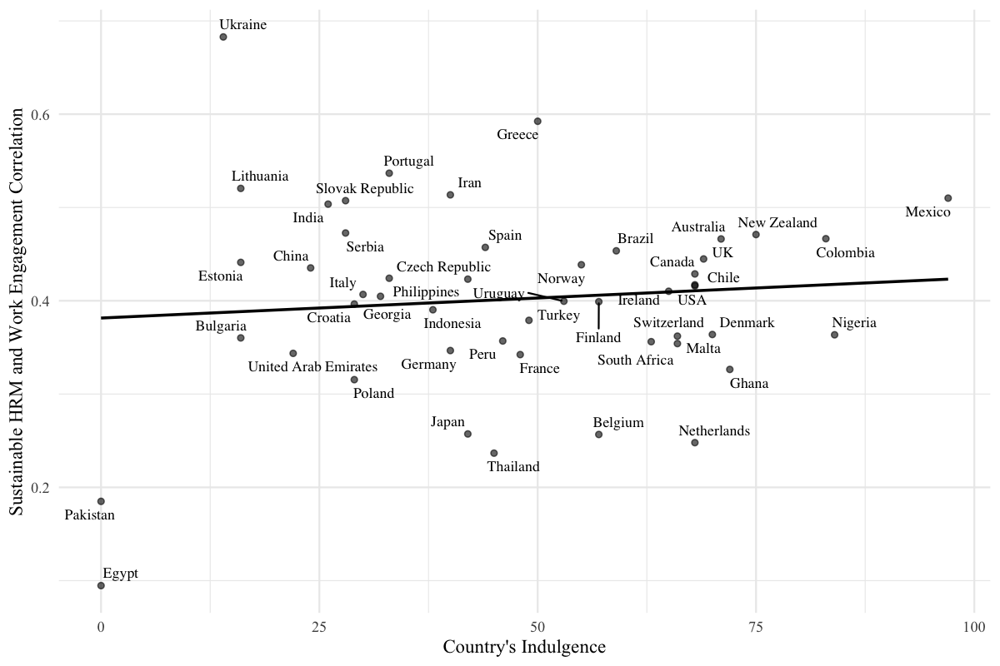 Ukraine
0.6
Greece
Portugal
Lithuania
Iran
Slovak Republic
India
Mexico
Australia
New Zealand
Serbia
Spain
Brazil
Colombia
UK
China
Canada
Estonia
Czech Republic
Norway
Chile
Italy
Philippines
Uruguay
Ireland
USA
0.4
Croatia
Georgia
Indonesia
Turkey
Switzerland
Denmark
Nigeria
Bulgaria
Finland
Malta
Peru
South Africa
United Arab Emirates
Germany
France
Ghana
Poland
Japan
Belgium
Netherlands
Thailand
0.2
Pakistan
Egypt
0
25
50
75
100
Country's Indulgence
Sustainable HRM and Work Engagement Correlation